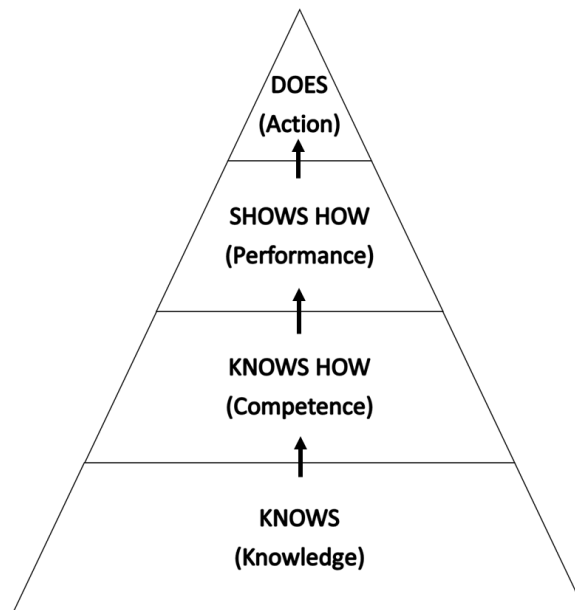 DOES
(Action)
SHOWS HOW
(Performance)
KNOWS HOW
(Competence)
KNOWS
(Knowledge)